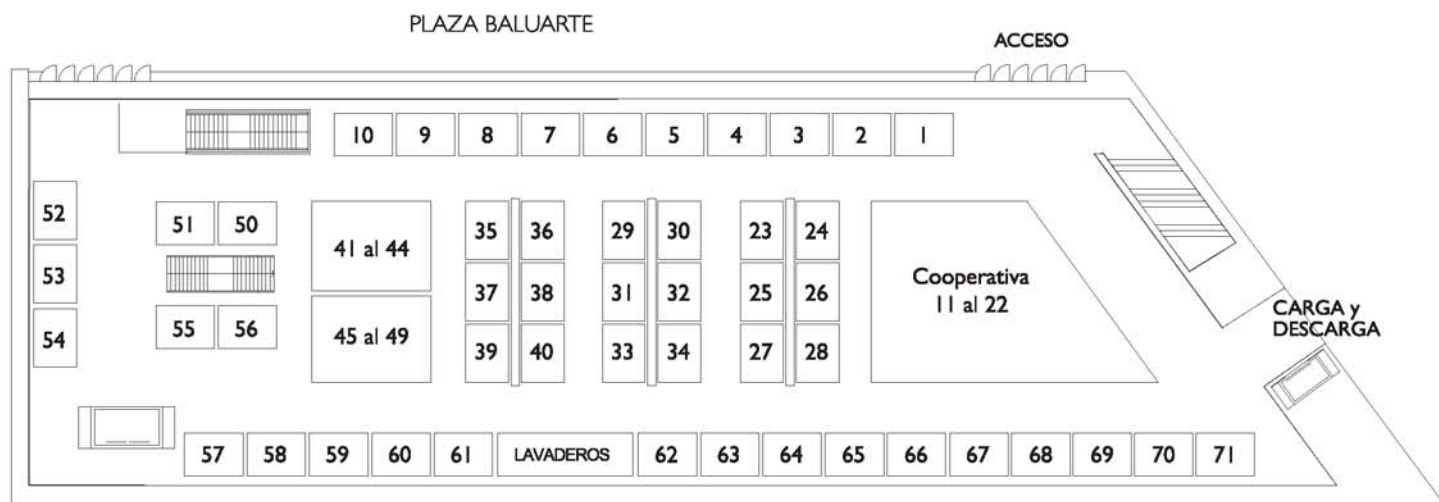 PLAZA BALUARTE
ACCESO
10 9 8 7 6 5 4 3 2 1
52
51 50
41 al 44
35 36
29 30
23 24
53
37 38
31 32
25 26
Cooperativa
11 al 22
54
55 56
45 al 49
39 40
33 34
27 28
CARGA y
DESCARGA
57 58 59 60 61 LAVADEROS 62 63 64 65 66 67 68 69 70 71